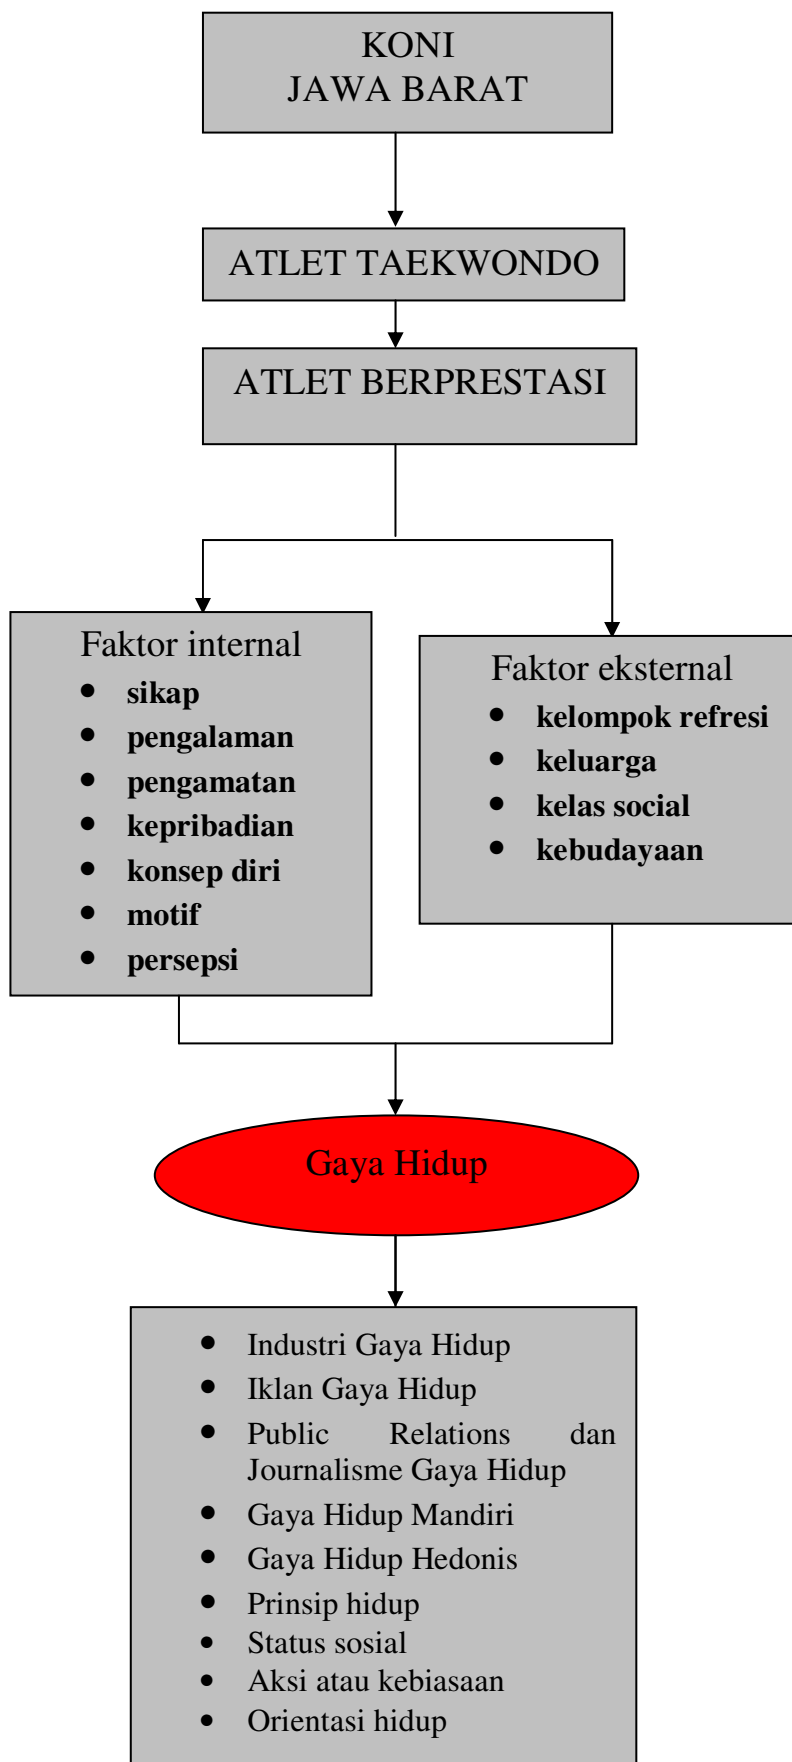 KONI
JAWA BARAT
ATLET TAEKWONDO
ATLET BERPRESTASI
Faktor internal
• sikap
• pengalaman
• pengamatan
• kepribadian
• konsep diri
• motif
• persepsi
Faktor eksternal
• kelompok refresi
• keluarga
• kelas social
• kebudayaan
Gaya Hidup
• Industri Gaya Hidup
• Iklan Gaya Hidup
• Public Relations dan
Journalisme Gaya Hidup
• Gaya Hidup Mandiri
• Gaya Hidup Hedonis
• Prinsip hidup
• Status sosial
• Aksi atau kebiasaan
• Orientasi hidup